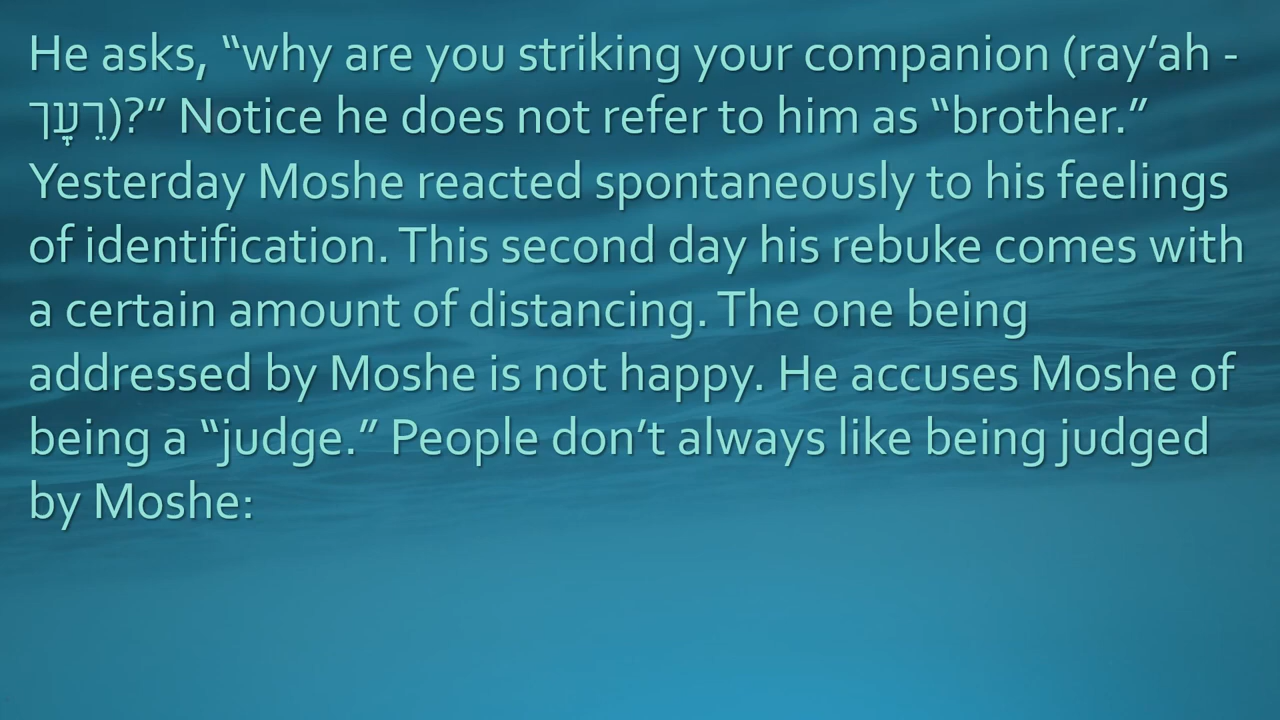 He asks, “why are you striking your companion (ray’ah -
רֵעֶֽךָ)?” Notice he does not refer to him as “brother.”
Yesterday Moshe reacted spontaneously to his feelings
of identification. This second day his rebuke comes with
a certain amount of distancing. The one being
addressed by Moshe is not happy. He accuses Moshe of
being a “judge.” People don’t always like being judged
by Moshe: